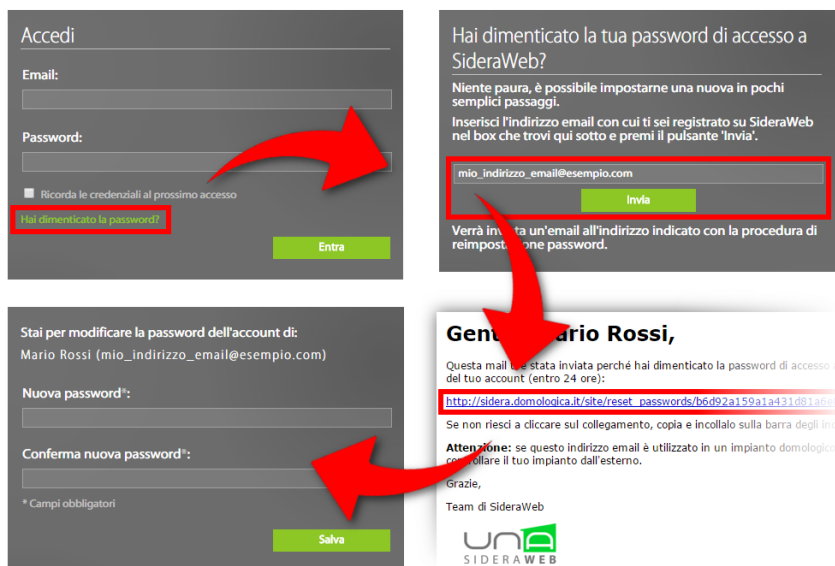 Accedi
Email:
Password:
Ricorda le credenziali al prossimo accesso
Hai dimenticato la password?
Entra
Hai dimenticato la tua password di accesso a
SideraWeb?
Niente paura, è possibile impostarne una nuova in pochi
semplici passaggi.
Inserisci l'indirizzo email con cui ti sei registrato su SideraWeb
nel box che trovi qui sotto e premi il pulsante 'Invia'.
mio_indirizzo_email@esempio.com
Invia
Verrà un'email all'indirizzo indicato con la procedura di
password.
Mario Rossi,
Questa mail stata inviata perché hai dimenticato la password di accesso
del tuo account (entro 24 ore):
http://sidera.domologica.it/site/reset_passwords/b6d92a159a1a431d81a6e
Se non riesci a cliccare sul collegamento, copia e incollalo sulla barra degli
Attenzione: se questo indirizzo email è utilizzato in un impianto domologico
controllare il tuo impianto dall'esterno.
Grazie,
Team di SideraWeb
una
SIDERAWEB
Stai per modificare la password dell'account di:
Mario Rossi (mio_indirizzo_email@esempio.com)
Nuova password*:
Conferma nuova password*:
* Campi obbligatori
Salva